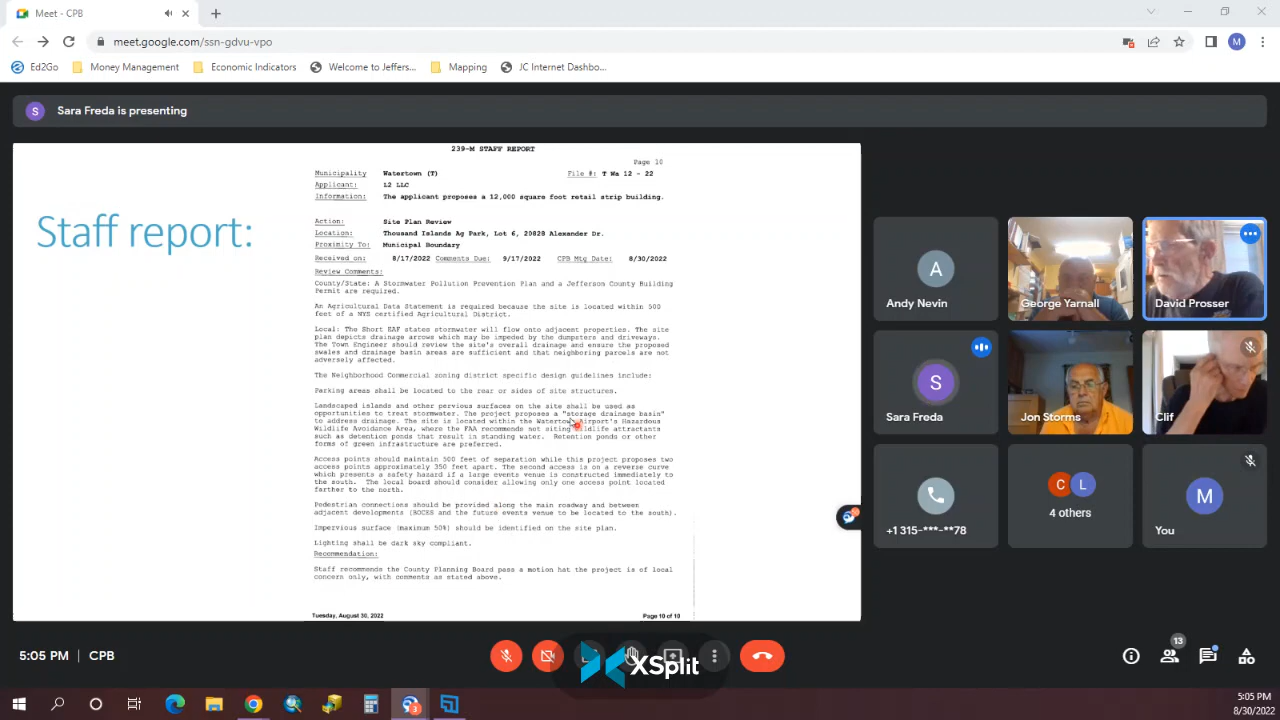 Meet - CPB
meet.google.com/ssn-gdvu-vpo
M
Ed2Go
Money Management
Economic Indicators
Welcome to Jeffers...
Mapping
JC Internet Dashbo...
S
Sara Freda is presenting
Staff report:
239-M STAFF REPORT
Page 10
Municipality Watertown (T) File #: T Wa 12 - 22
Applicant: L2 LLC
Information: The applicant proposes a 12,000 square foot retail strip building.
Action: Site Plan Review
Location: Thousand Islands Ag Park, Lot 6, 20828 Alexander Dr.
Proximity To: Municipal Boundary
Received on: 8/17/2022 Comments Due: 9/17/2022 CPB Mtg Date: 8/30/2022
Review Comments:
County/State: A Stormwater Pollution Prevention Plan and a Jefferson County Building
Permit are required.
An Agricultural Data Statement is required because the site is located within 500
feet of a NYS certified Agricultural District.
Local: The Short EAF states stormwater will flow onto adjacent properties. The site
plan depicts drainage arrows which may be impeded by the dumpsters and driveways.
The Town Engineer should review the site's overall drainage and ensure the proposed
swales and drainage basin areas are sufficient and that neighboring parcels are not
adversely affected.
The Neighborhood Commercial zoning district specific design guidelines include:
Parking areas shall be located to the rear or sides of site structures.
Landscaped islands and other pervious surfaces on the site shall be used as
opportunities to treat stormwater. The project proposes a "storage drainage basin"
to address drainage. The site is located within the Watertown Airport's Hazardous
Wildlife Avoidance Area, where the FAA recommends not siting wildlife attractants
such as detention ponds that result in standing water. Retention ponds or other
forms of green infrastructure are preferred.
Access points should maintain 500 feet of separation while this project proposes two
access points approximately 350 feet apart. The second access is on a reverse curve
which presents a safety hazard if a large events venue is constructed immediately to
the south. The local board should consider allowing only one access point located
farther to the north.
Pedestrian connections should be provided along the main roadway and between
adjacent developments (BOCES and the future events venue to be located to the south).
Impervious surface (maximum 50%) should be identified on the site plan.
Lighting shall be dark sky compliant.
Recommendation:
Staff recommends the County Planning Board pass a motion hat the project is of local
concern only, with comments as stated above.
Tuesday, August 30, 2022
Page 10 of 10
A
Andy Nevin
George Yarnall
David Prosser
S
Sara Freda
Jon Storms
Clif
+1 315-***-**78
C L
4 others
M
You
5:05 PM | CPB
XSplit
13
3
5:05 PM
8/30/2022